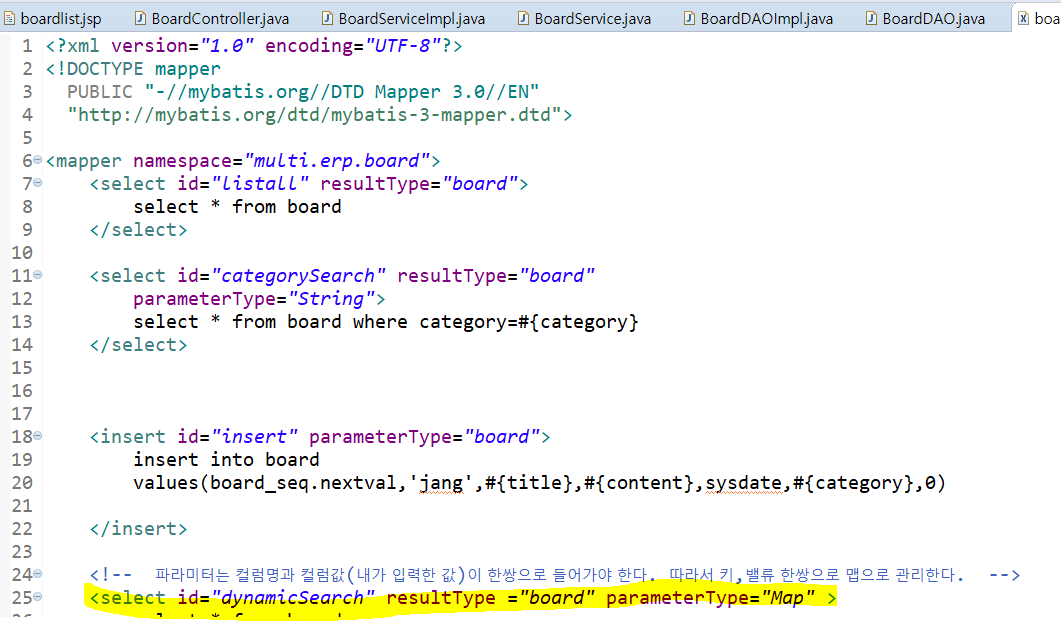 boardlist.jsp BoardController.java BoardServiceImpl.java BoardService.java BoardDAOImpl.java BoardDAO.java boa
1 <?xml version="1.0" encoding="UTF-8"?>
2 <!DOCTYPE mapper
3 PUBLIC "-//mybatis.org//DTD Mapper 3.0//EN"
4 "http://mybatis.org/dtd/mybatis-3-mapper.dtd">
5
6 <mapper namespace="multi.erp.board">
7 <select id="listall" resultType="board">
8 select * from board
9 </select>
10
11 <select id="categorySearch" resultType="board"
12 parameterType="String">
13 select * from board where category=#{category}
14 </select>
15
16
17
18 <insert id="insert" parameterType="board">
19 insert into board
20 values(board_seq.nextval,'jang',#{title},#{content},sysdate,#{category},0)
21
22 </insert>
23
24 <!-- 파라미터는 컬럼명과 컬럼값(내가 입력한 값)이 한쌍으로 들어가야 한다. 따라서 키,밸류 한쌍으로 맵으로 관리한다. -->
25 <select id="dynamicSearch" resultType ="board" parameterType="Map" >